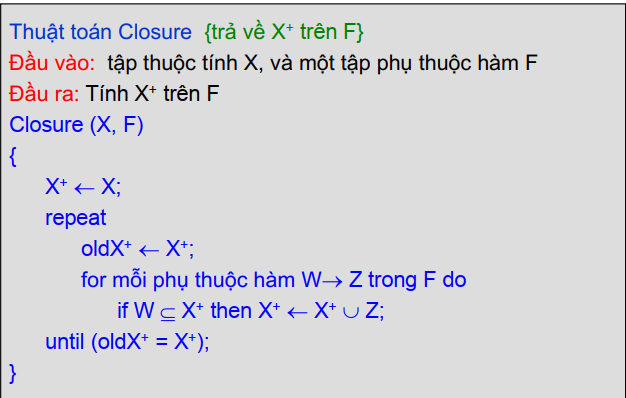 Thuật toán Closure {trả về X⁺ trên F}
Đầu vào: tập thuộc tính X, và một tập phụ thuộc hàm F
Đầu ra: Tính X⁺ trên F
Closure (X, F)
{
X⁺ ← X;
repeat
oldX⁺ ← X⁺;
for mỗi phụ thuộc hàm W→ Z trong F do
if W ⊆ X⁺ then X⁺ ← X⁺ ∪ Z;
until (oldX⁺ = X⁺);
}